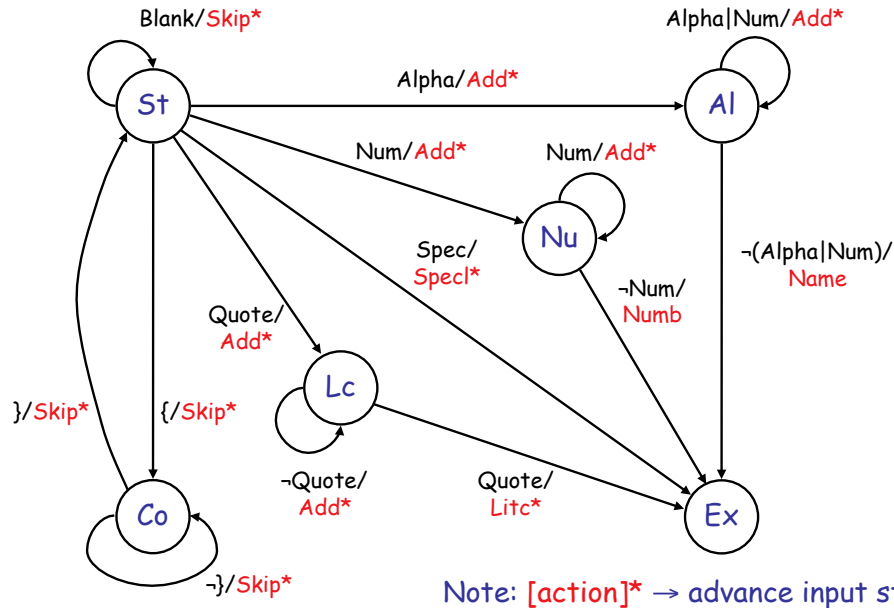 Blank/Skip*
Alpha|Num/Add*
St
Alpha/Add*
Al
Num/Add*
Num/Add*
Nu
Spec/
Specl*
¬(Alpha|Num)/
Name
¬Num/
Numb
Quote/
Add*
Lc
}/Skip*
{/Skip*
¬Quote/
Add*
Quote/
Litc*
Co
Ex
¬}/Skip*
Note: [action]* → advance input s